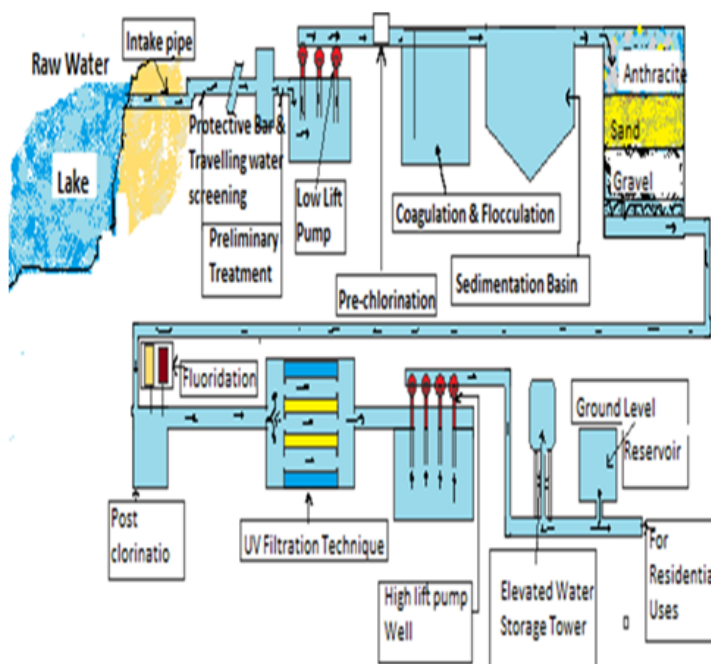 Intake pipe
Raw Water
Lake
Protective Bar &
Travelling water
screening
Preliminary
Treatment
Low Lift
Pump
Pre-chlorination
Coagulation & Flocculation
Sedimentation Basin
Anthracite
Sand
Gravel
Fluoridation
Post
clorinatio
UV Filtration Technique
High lift pump
Well
Elevated Water
Storage Tower
Ground Level
Reservoir
For
Residential
Uses